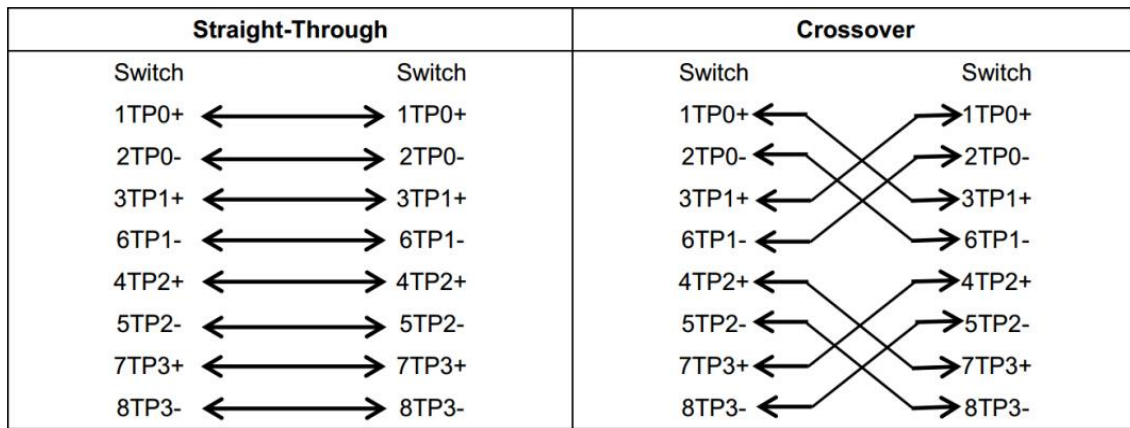 Straight-Through Crossover
Switch Switch Switch Switch
1TP0+ 1TP0+ 1TP0+ 1TP0+
2TP0- 2TP0- 2TP0- 2TP0-
3TP1+ 3TP1+ 3TP1+ 3TP1+
6TP1- 6TP1- 6TP1- 6TP1-
4TP2+ 4TP2+ 4TP2+ 4TP2+
5TP2- 5TP2- 5TP2- 5TP2-
7TP3+ 7TP3+ 7TP3+ 7TP3+
8TP3- 8TP3- 8TP3- 8TP3-